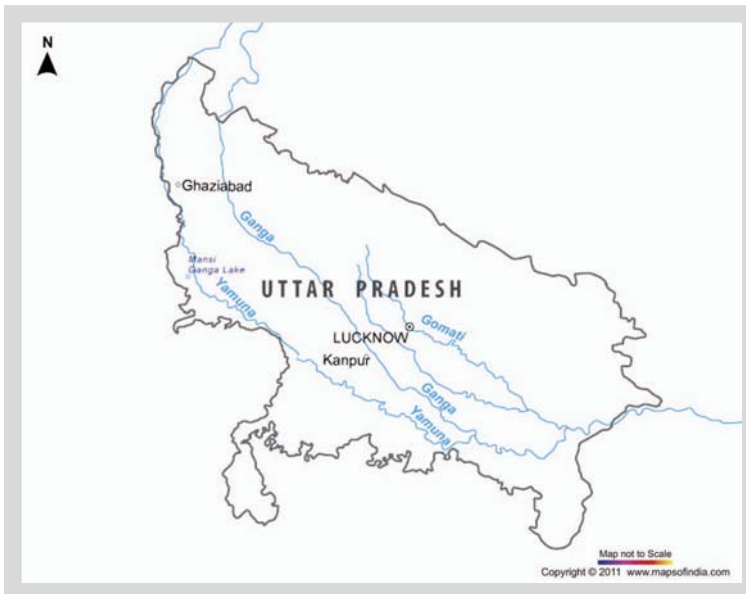 N
Ghaziabad
Ganga
Mansi
Ganga Lake
UTTAR PRADESH
Yamuna
Gomati
LUCKNOW
Kanpur
Ganga
Yamuna
Map not to Scale
Copyright © 2011 www.mapsofindia.com